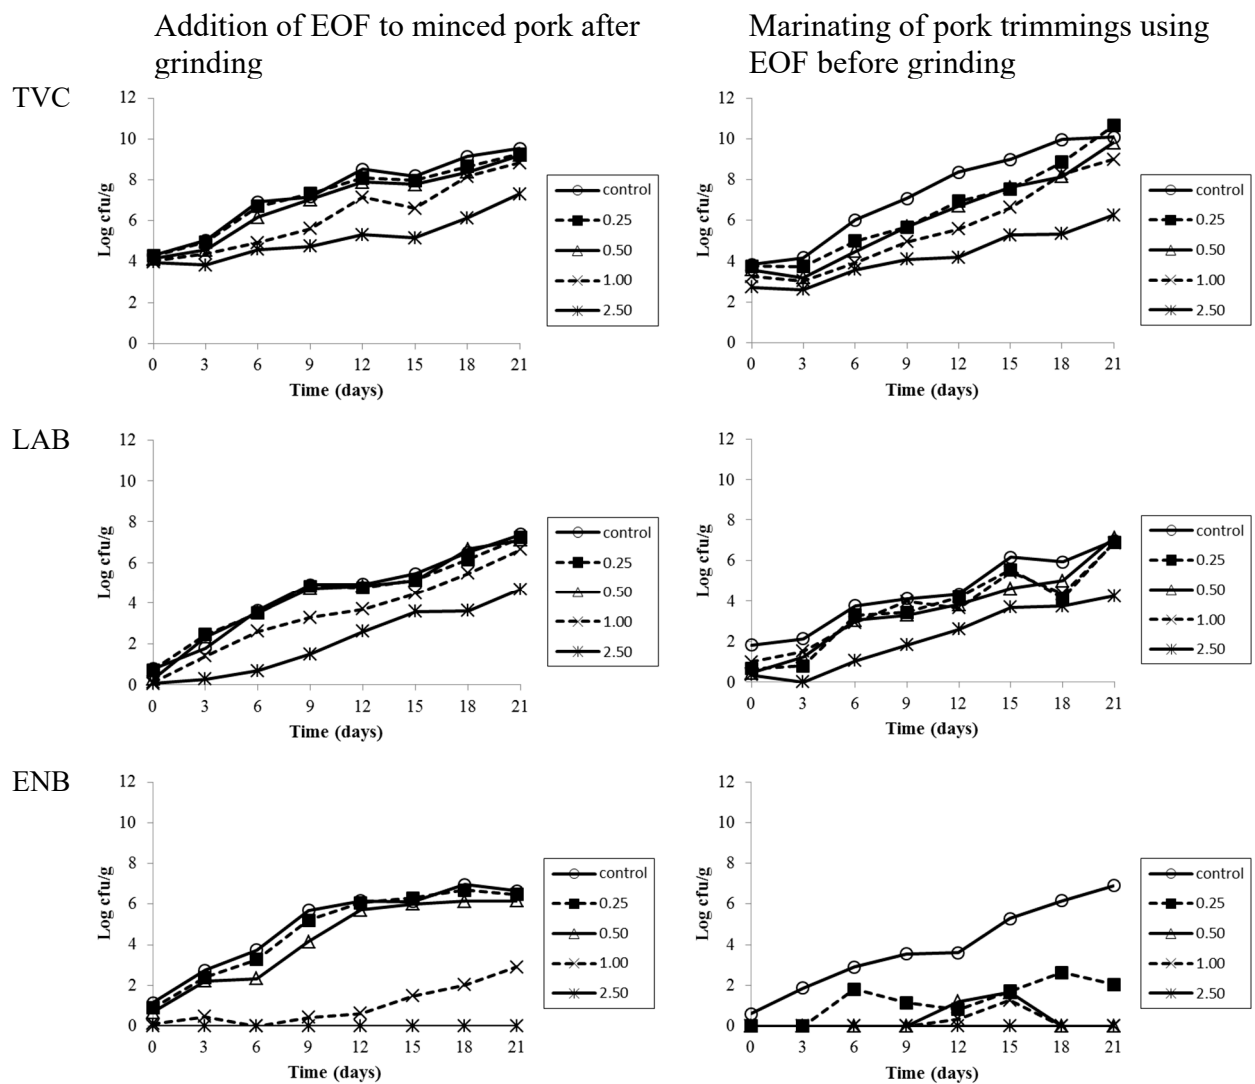 Addition of EOF to minced pork after
grinding
Marinating of pork trimmings using
EOF before grinding
TVC
12
10
8
6
4
2
0
Log cfu/g
0 3 6 9 12 15 18 21
Time (days)
control
0.25
0.50
1.00
2.50
12
10
8
6
4
2
0
Log cfu/g
0 3 6 9 12 15 18 21
Time (days)
control
0.25
0.50
1.00
2.50
LAB
12
10
8
6
4
2
0
Log cfu/g
0 3 6 9 12 15 18 21
Time (days)
control
0.25
0.50
1.00
2.50
12
10
8
6
4
2
0
Log cfu/g
0 3 6 9 12 15 18 21
Time (days)
control
0.25
0.50
1.00
2.50
ENB
12
10
8
6
4
2
0
Log cfu/g
0 3 6 9 12 15 18 21
Time (days)
control
0.25
0.50
1.00
2.50
12
10
8
6
4
2
0
Log cfu/g
0 3 6 9 12 15 18 21
Time (days)
control
0.25
0.50
1.00
2.50